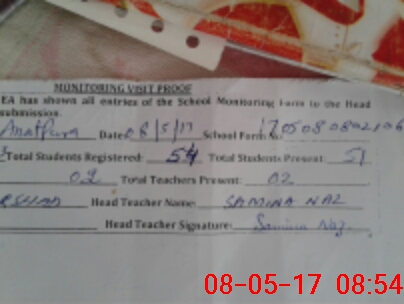 MONITORING VISIT PROOF
EA has shown all entries of the School Monitoring Form to the Head
submission.
Date: 08/5/17 School Form No:
Total Students Registered: 54 Total Students Present: 51
02 Total Teachers Present: 02
Head Teacher Name: SAMINA NAZ
Head Teacher Signature: Samina Naz
08-05-17 08:54